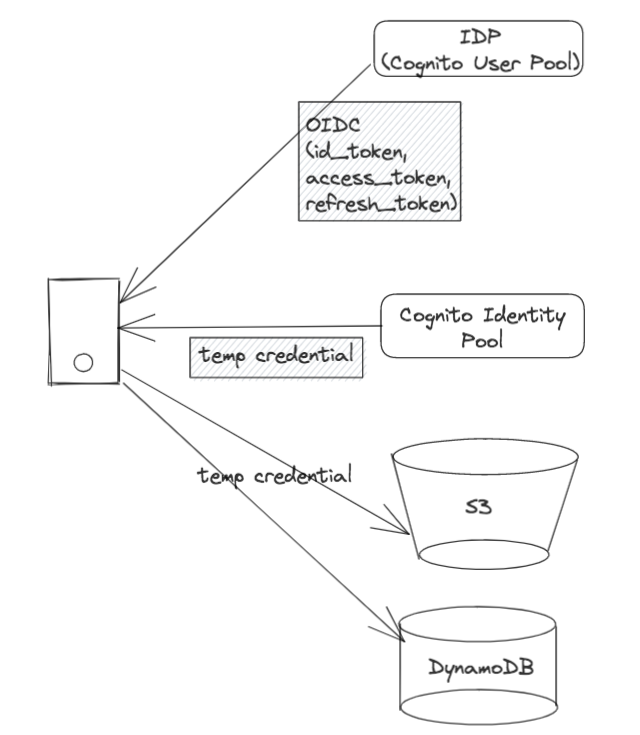 IDP
(Cognito User Pool)
OIDC
(id_token,
access_token,
refresh_token)
Cognito Identity
Pool
temp credential
temp credential
S3
DynamoDB